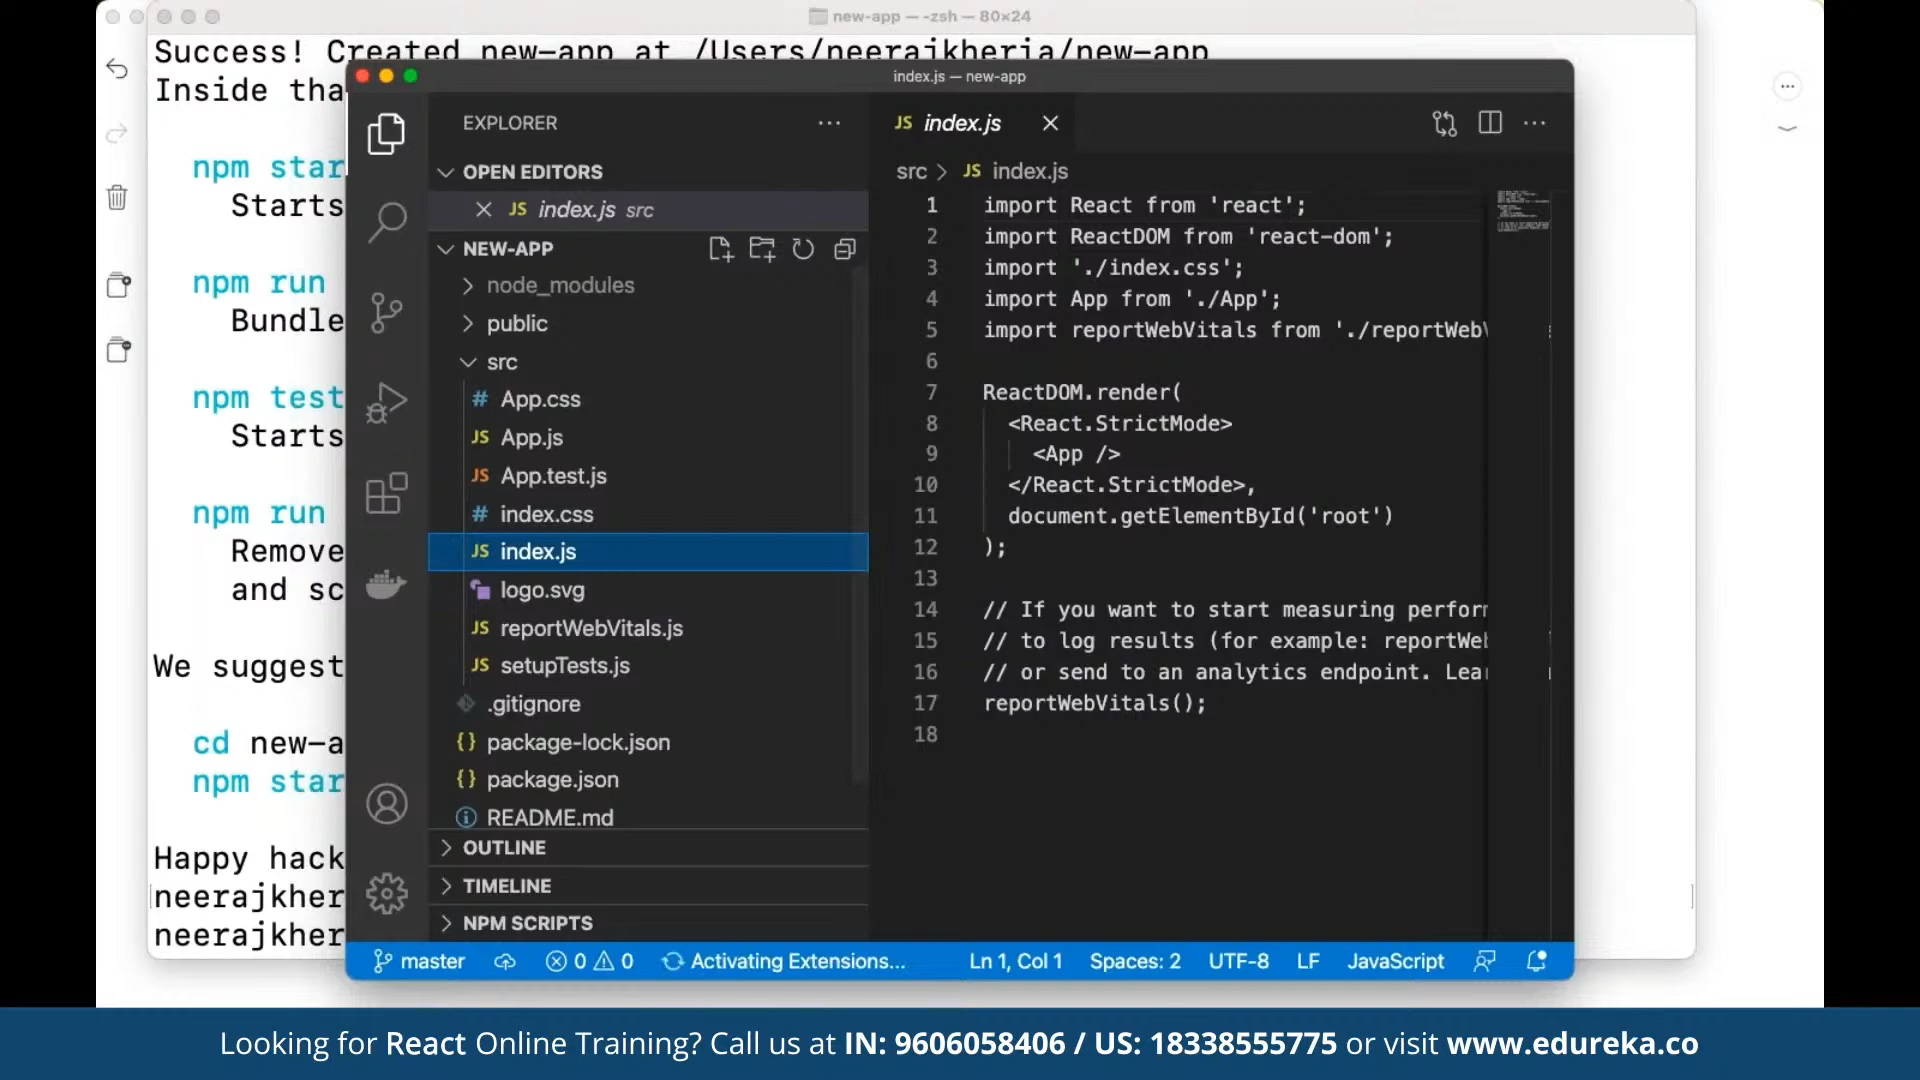 new-app — -zsh — 80×24
Success! Created new-app at /Users/neerajkheria/new-app
Inside tha
npm star
Starts
npm run
Bundle
npm test
Starts
npm run
Remove
and sc
We suggest
cd new-a
npm star
Happy hack
neerajkher
neerajkher
index.js — new-app
EXPLORER
OPEN EDITORS
JS index.js src
NEW-APP
node_modules
public
src
# App.css
JS App.js
JS App.test.js
# index.css
JS index.js
logo.svg
JS reportWebVitals.js
JS setupTests.js
.gitignore
{} package-lock.json
{} package.json
README.md
OUTLINE
TIMELINE
NPM SCRIPTS
JS index.js
src > JS index.js
1 import React from 'react';
2 import ReactDOM from 'react-dom';
3 import './index.css';
4 import App from './App';
5 import reportWebVitals from './reportWeb
6
7 ReactDOM.render(
8 <React.StrictMode>
9 <App />
10 </React.StrictMode>,
11 document.getElementById('root')
12 );
13
14 // If you want to start measuring perfor
15 // to log results (for example: reportWe
16 // or send to an analytics endpoint. Lea
17 reportWebVitals();
18
master 0 0 Activating Extensions... Ln 1, Col 1 Spaces: 2 UTF-8 LF JavaScript
Looking for React Online Training? Call us at IN: 9606058406 / US: 18338555775 or visit www.edureka.co